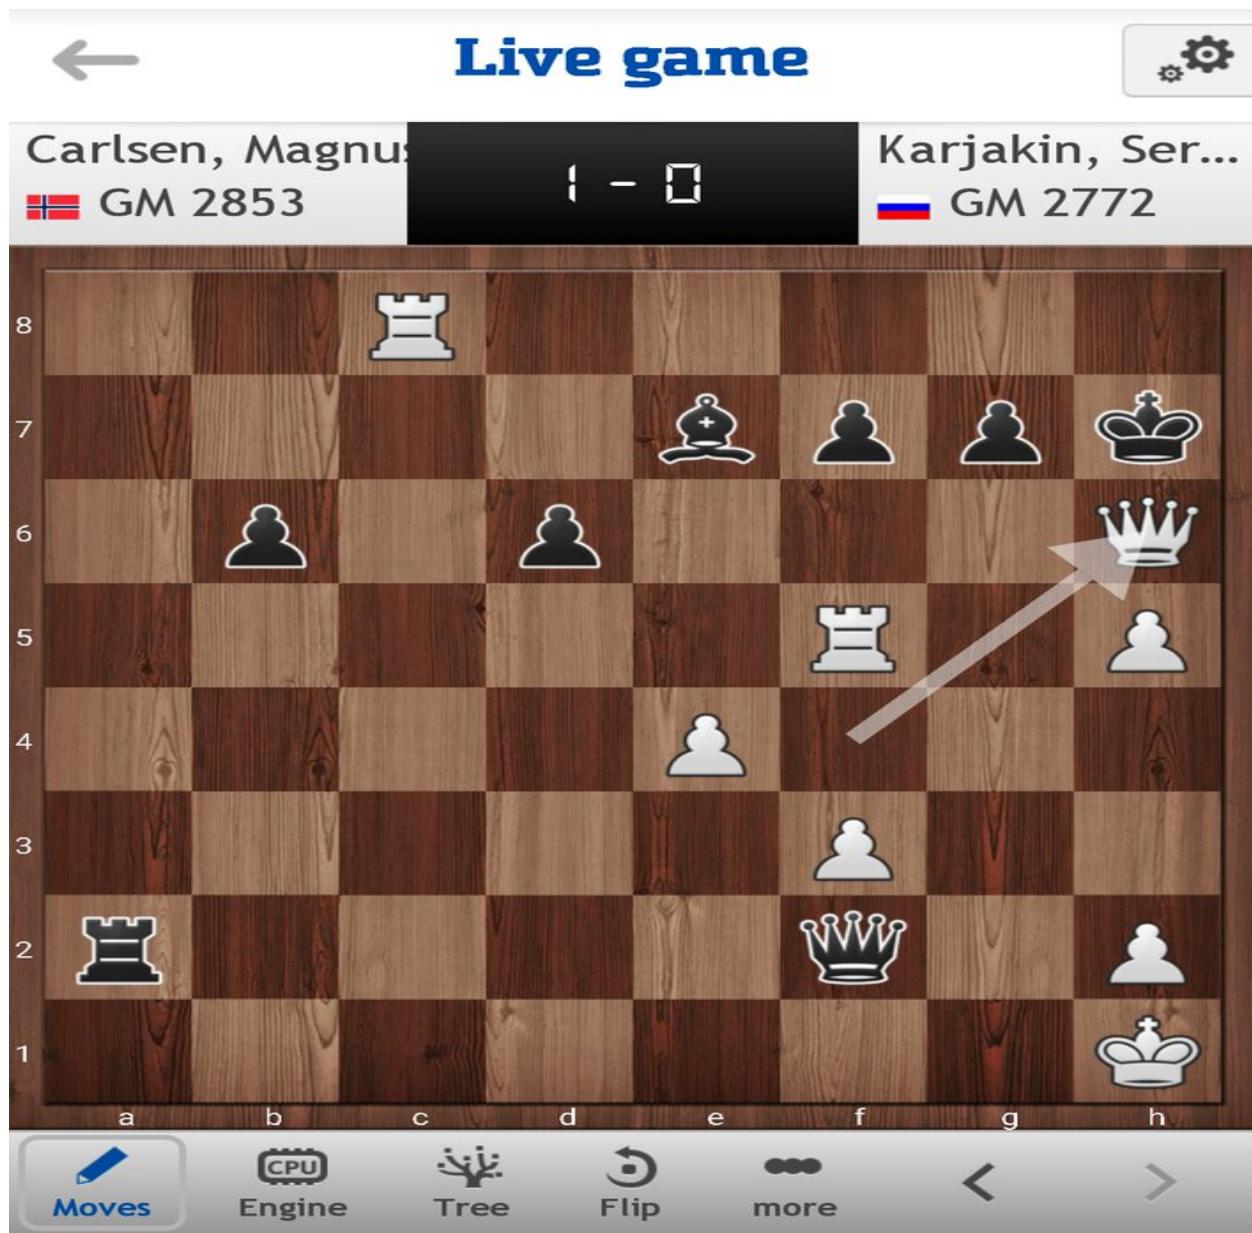 Live game
Carlsen, Magnus
GM 2853
1 - 0
Karjakin, Ser...
GM 2772
8
7
6
5
4
3
2
1
a b c d e f g h
CPU
Moves Engine Tree Flip more